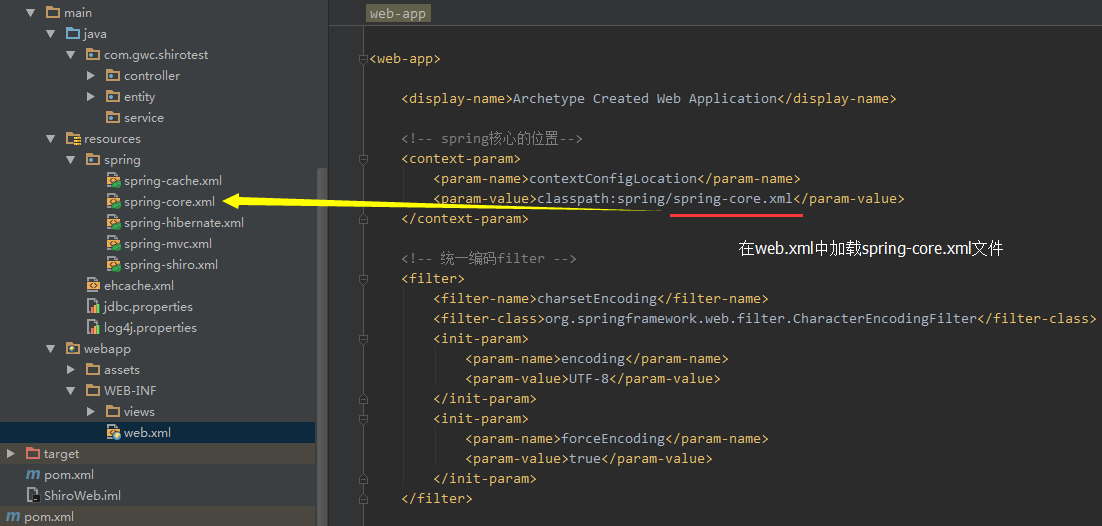 main
java
com.gwc.shirotest
controller
entity
service
resources
spring
spring-cache.xml
spring-core.xml
spring-hibernate.xml
spring-mvc.xml
spring-shiro.xml
ehcache.xml
jdbc.properties
log4j.properties
webapp
assets
WEB-INF
views
web.xml
target
pom.xml
ShiroWeb.iml
pom.xml
web-app
<web-app>
<display-name>Archetype Created Web Application</display-name>
<!-- spring核心的位置-->
<context-param>
<param-name>contextConfigLocation</param-name>
<param-value>classpath:spring/spring-core.xml</param-value>
</context-param>
在web.xml中加载spring-core.xml文件
<!-- 统一编码filter -->
<filter>
<filter-name>charsetEncoding</filter-name>
<filter-class>org.springframework.web.filter.CharacterEncodingFilter</filter-class>
<init-param>
<param-name>encoding</param-name>
<param-value>UTF-8</param-value>
</init-param>
<init-param>
<param-name>forceEncoding</param-name>
<param-value>true</param-value>
</init-param>
</filter>